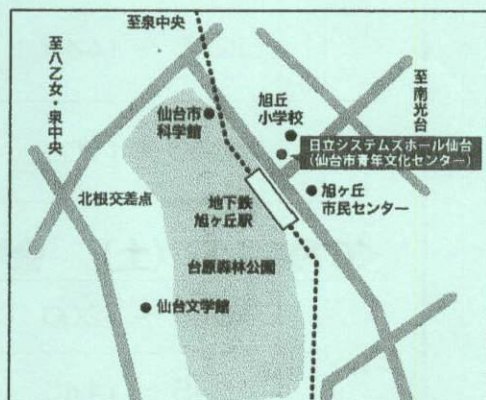 至泉中央
至八乙女・泉中央
至南光台
旭丘
小学校
仙台市
科学館
日立システムズホール仙台
(仙台市青年文化センター)
北根交差点
地下鉄
旭ヶ丘駅
旭ヶ丘
市民センター
台原森林公園
仙台文学館